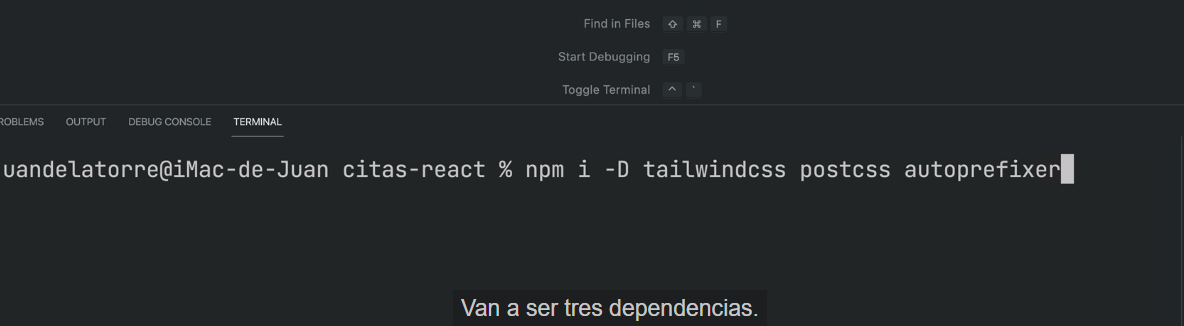 Find in Files ⇧ ⌘ F
Start Debugging F5
Toggle Terminal ^ `
ROBLEMS OUTPUT DEBUG CONSOLE TERMINAL
uandelatorre@iMac-de-Juan citas-react % npm i -D tailwindcss postcss autoprefixer
Van a ser tres dependencias.